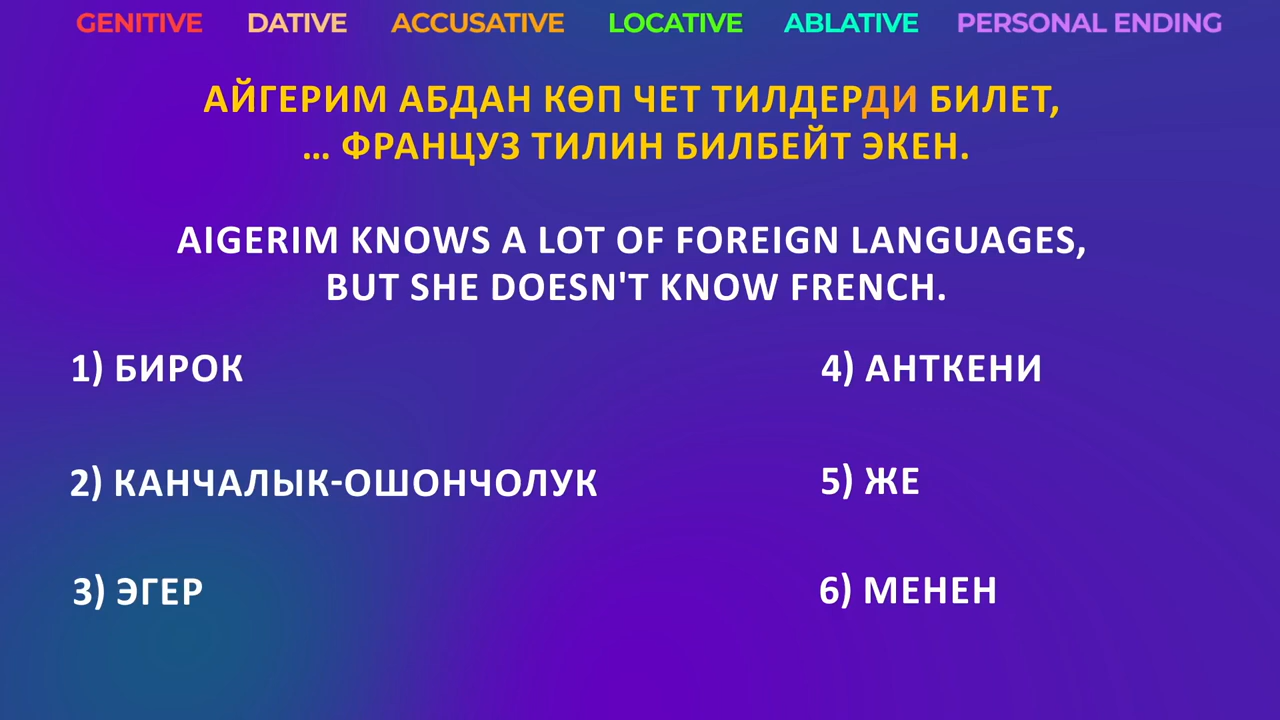 GENITIVE DATIVE ACCUSATIVE LOCATIVE ABLATIVE PERSONAL ENDING
АЙГЕРИМ АБДАН КӨП ЧЕТ ТИЛДЕРДИ БИЛЕТ,
... ФРАНЦУЗ ТИЛИН БИЛБЕЙТ ЭКЕН.
AIGERIM KNOWS A LOT OF FOREIGN LANGUAGES,
BUT SHE DOESN'T KNOW FRENCH.
1) БИРОК
2) КАНЧАЛЫК-ОШОНЧОЛУК
3) ЭГЕР
4) АНТКЕНИ
5) ЖЕ
6) МЕНЕН